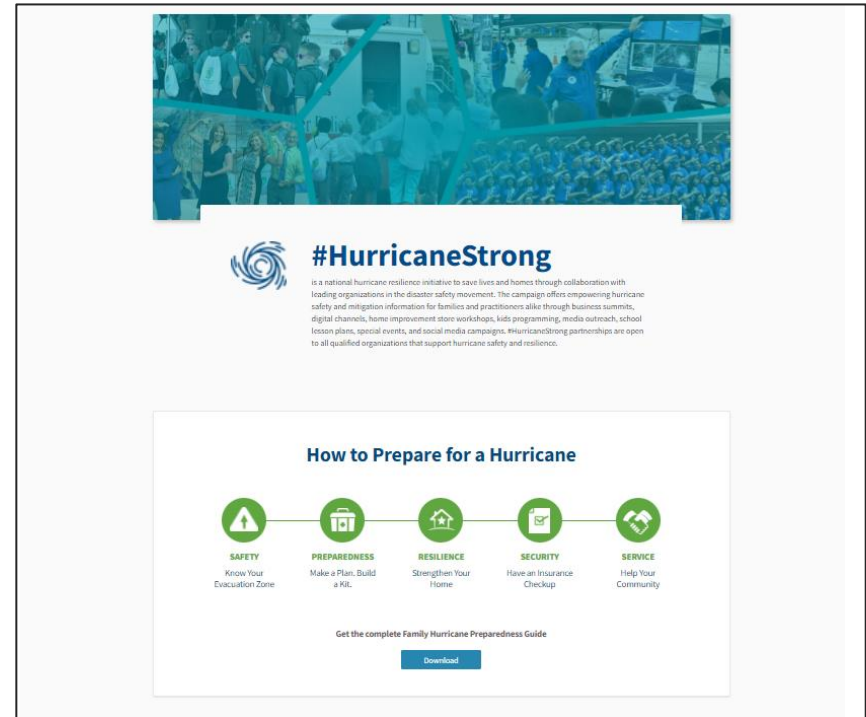 #HurricaneStrong
is a national hurricane resilience initiative to save lives and homes through collaboration with
leading organizations in the disaster safety movement. The campaign offers empowering hurricane
safety and mitigation information for families and practitioners alike through business summits,
digital channels, home improvement store workshops, kids programming, media outreach, school
lesson plans, special events, and social media campaigns. #HurricaneStrong partnerships are open
to all qualified organizations that support hurricane safety and resilience.
How to Prepare for a Hurricane
SAFETY
Know Your
Evacuation Zone
PREPAREDNESS
Make a Plan. Build
a Kit.
RESILIENCE
Strengthen Your
Home
SECURITY
Have an Insurance
Checkup
SERVICE
Help Your
Community
Get the complete Family Hurricane Preparedness Guide
Download